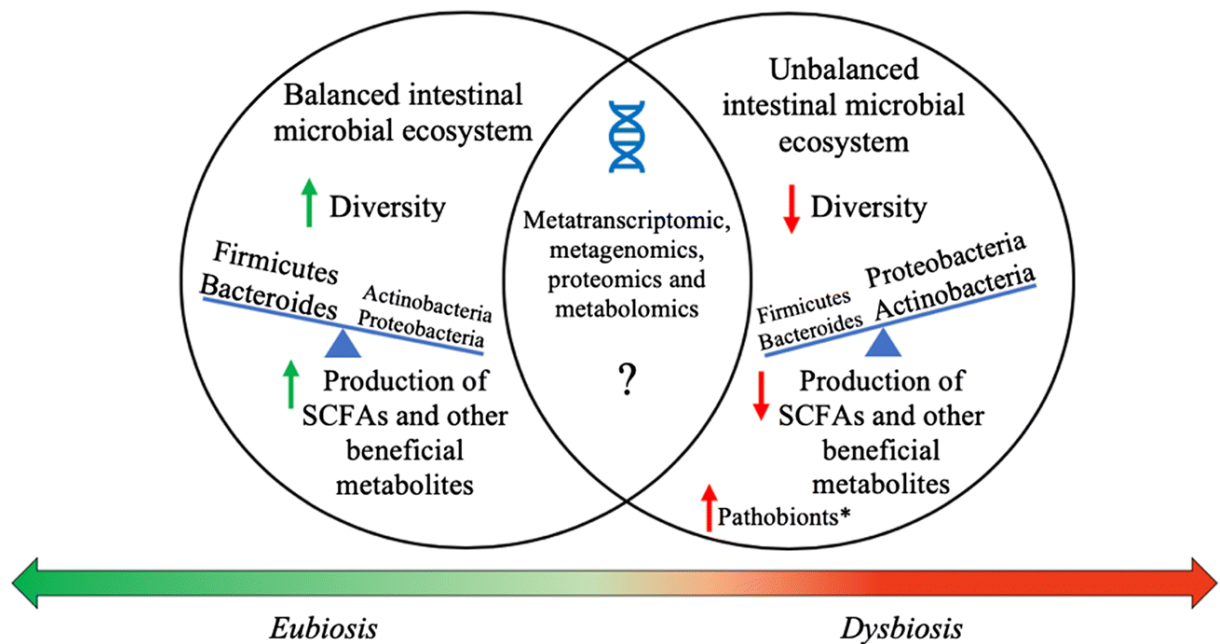 Balanced intestinal
microbial ecosystem
Diversity
Firmicutes
Bacteroides
Actinobacteria
Proteobacteria
Production of
SCFAs and other
beneficial
metabolites
Metatranscriptomic,
metagenomics,
proteomics and
metabolomics
?
Unbalanced
intestinal microbial
ecosystem
Diversity
Firmicutes
Bacteroides
Proteobacteria
Actinobacteria
Production of
SCFAs and other
beneficial
metabolites
Pathobionts*
Eubiosis
Dysbiosis